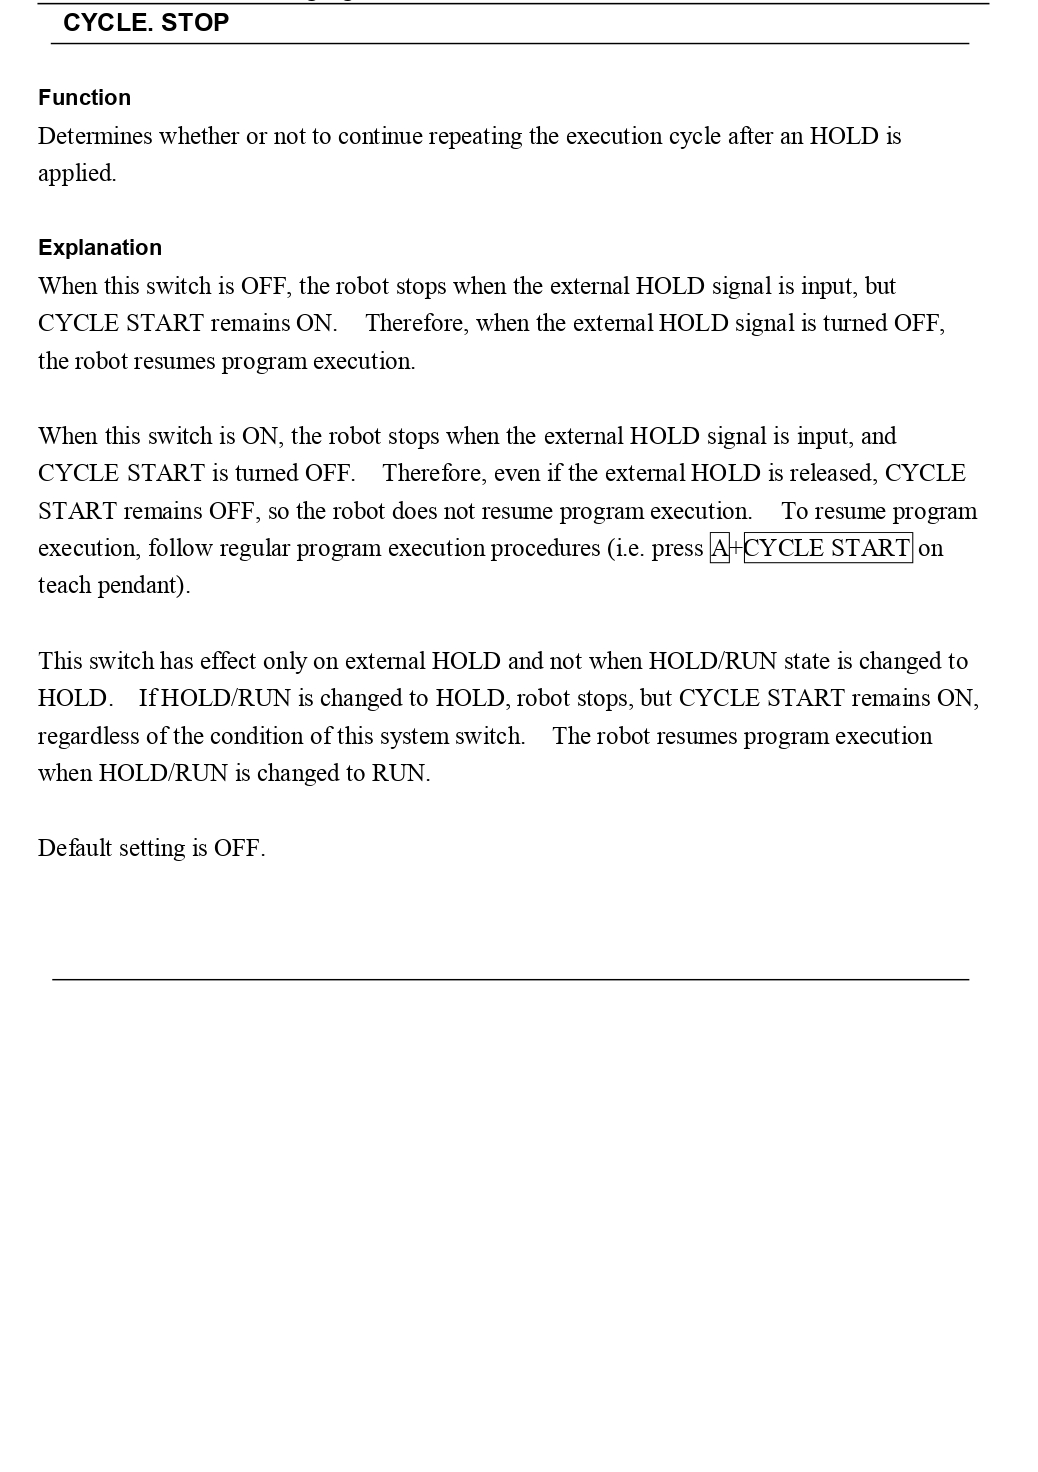 CYCLE. STOP
Function
Determines whether or not to continue repeating the execution cycle after an HOLD is
applied.
Explanation
When this switch is OFF, the robot stops when the external HOLD signal is input, but
CYCLE START remains ON. Therefore, when the external HOLD signal is turned OFF,
the robot resumes program execution.
When this switch is ON, the robot stops when the external HOLD signal is input, and
CYCLE START is turned OFF. Therefore, even if the external HOLD is released, CYCLE
START remains OFF, so the robot does not resume program execution. To resume program
execution, follow regular program execution procedures (i.e. press A+CYCLE START on
teach pendant).
This switch has effect only on external HOLD and not when HOLD/RUN state is changed to
HOLD. If HOLD/RUN is changed to HOLD, robot stops, but CYCLE START remains ON,
regardless of the condition of this system switch. The robot resumes program execution
when HOLD/RUN is changed to RUN.
Default setting is OFF.